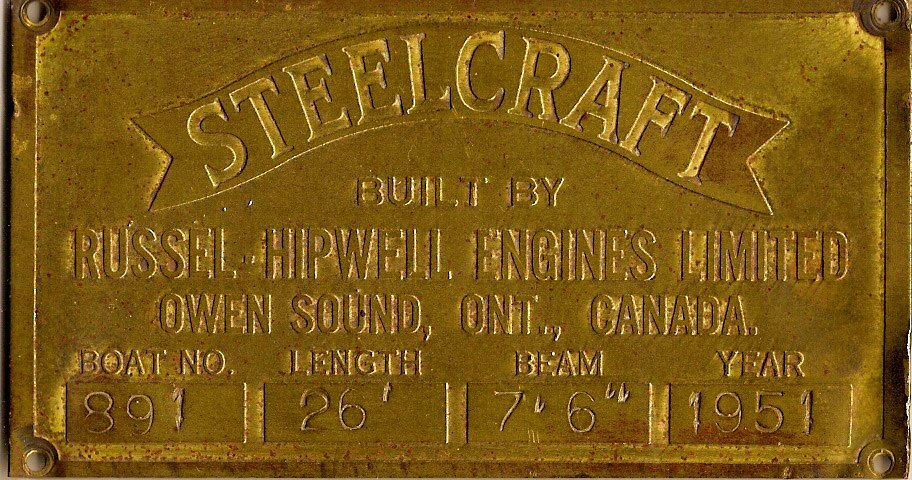 STEELCRAFT
BUILT BY
RUSSEL-HIPWELL ENGINES LIMITED
OWEN SOUND, ONT., CANADA.
BOAT NO. LENGTH BEAM YEAR
891 26' 7' 6" 1951